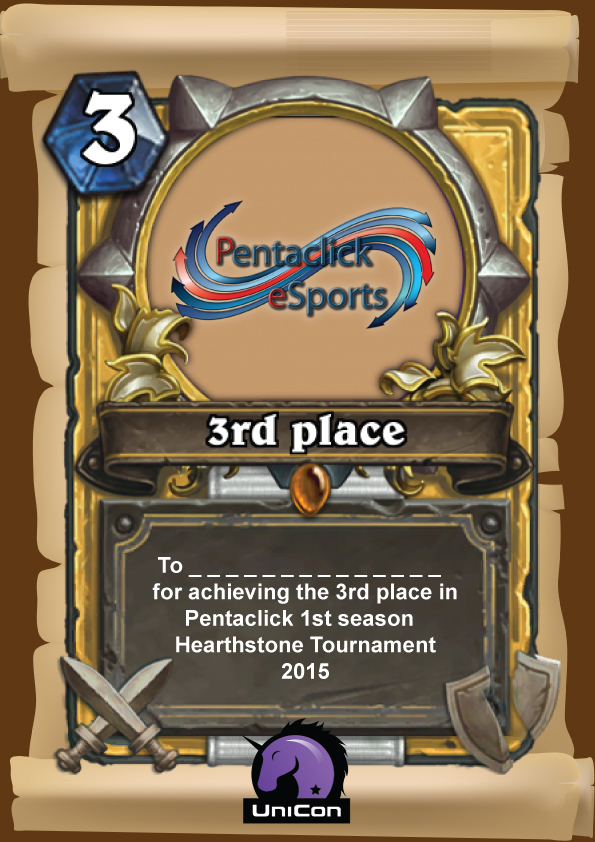 3
Pentaclick
eSports
3rd place
To _ _ _ _ _ _ _ _ _ _ _ _ _ _
for achieving the 3rd place in
Pentaclick 1st season
Hearthstone Tournament
2015
UniCon